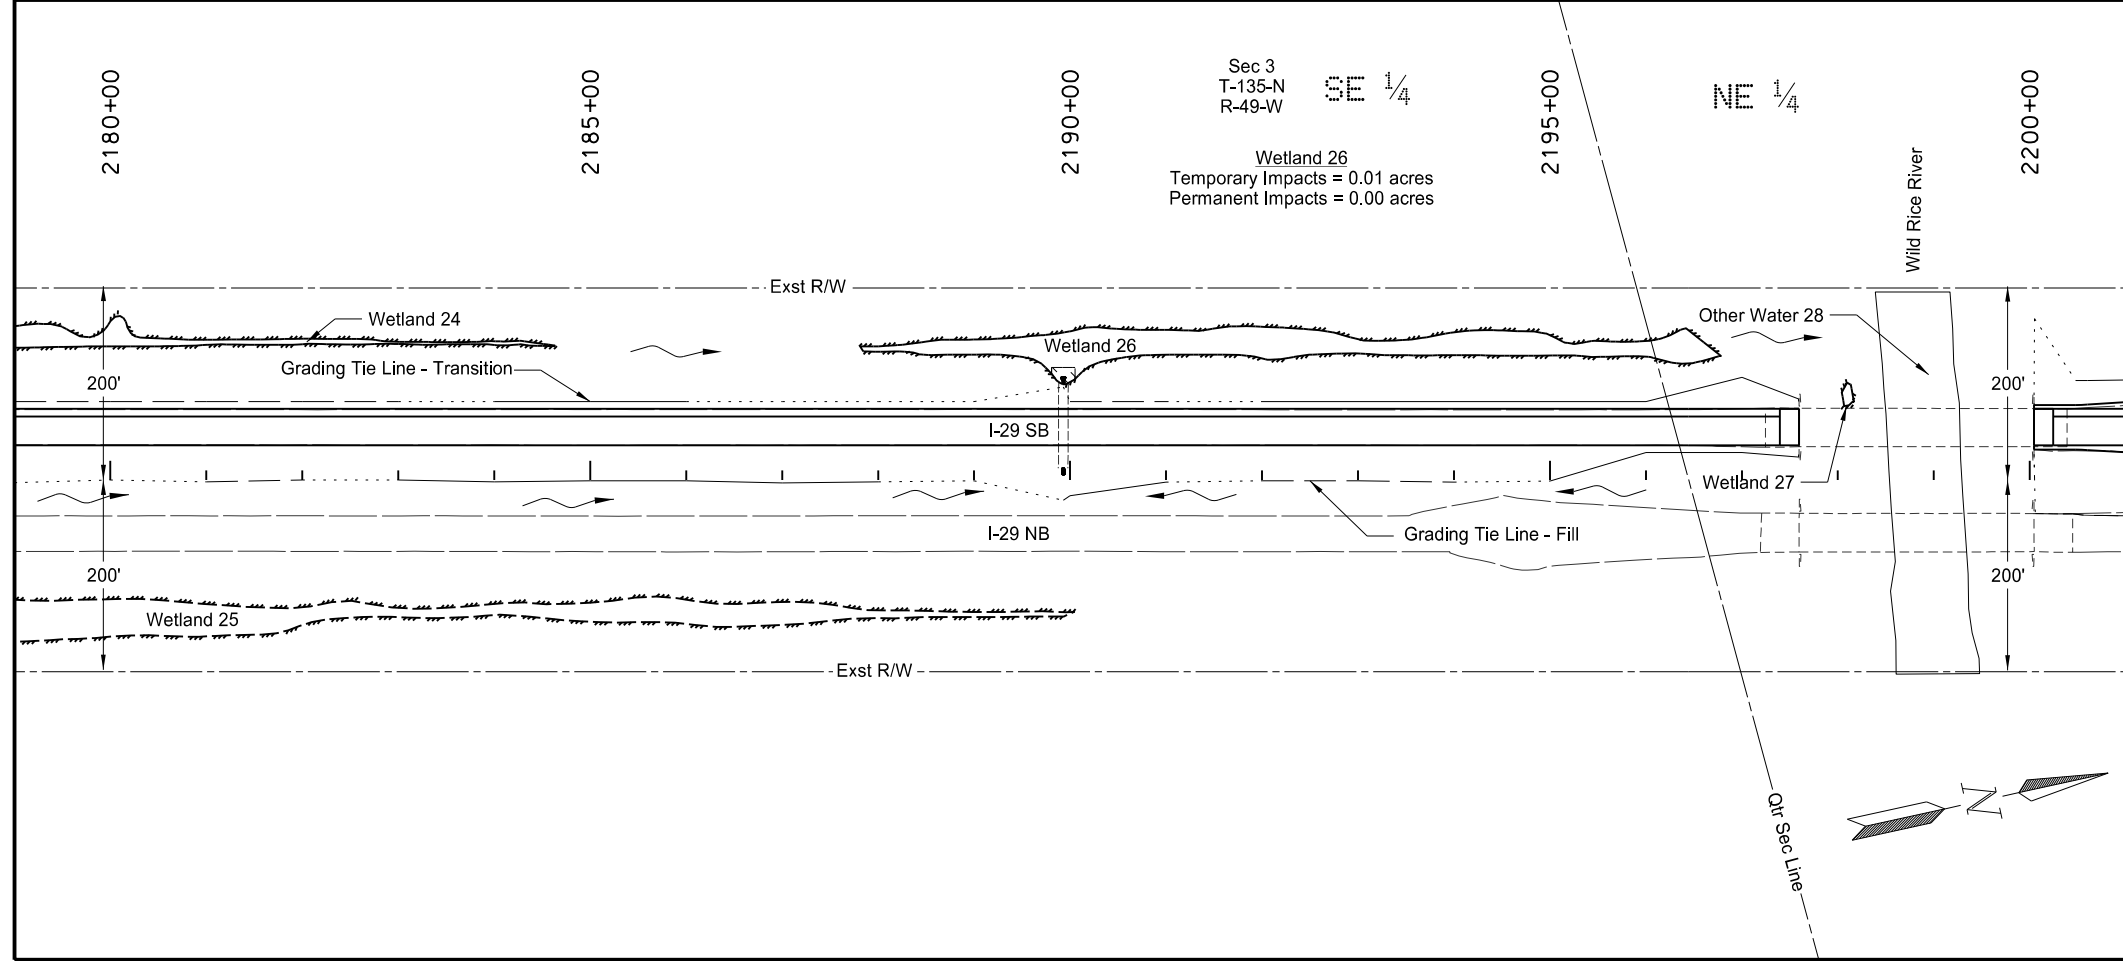 2180+00
2185+00
2190+00
2195+00
2200+00
Sec 3
T-135-N
R-49-W
SE 1/4
NE 1/4
Wetland 26
Temporary Impacts = 0.01 acres
Permanent Impacts = 0.00 acres
Wild Rice River
Exst R/W
Wetland 24
Other Water 28
Wetland 26
Grading Tie Line - Transition
200'
200'
I-29 SB
Wetland 27
I-29 NB
Grading Tie Line - Fill
200'
200'
Wetland 25
Exst R/W
Qtr Sec Line
N